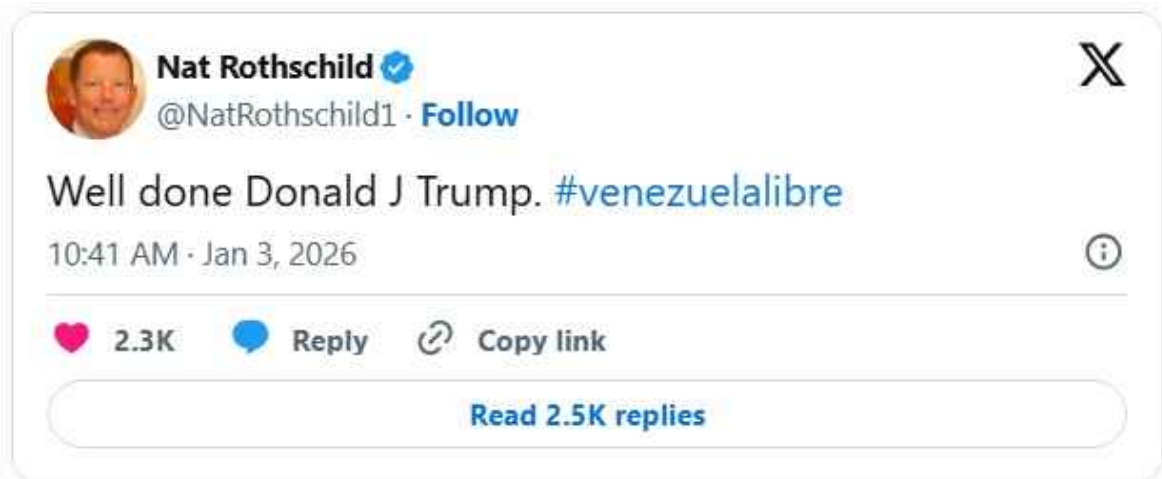 Nat Rothschild
@NatRothschild1 · Follow
Well done Donald J Trump. #venezuelalibre
10:41 AM · Jan 3, 2026
2.3K Reply Copy link
Read 2.5K replies